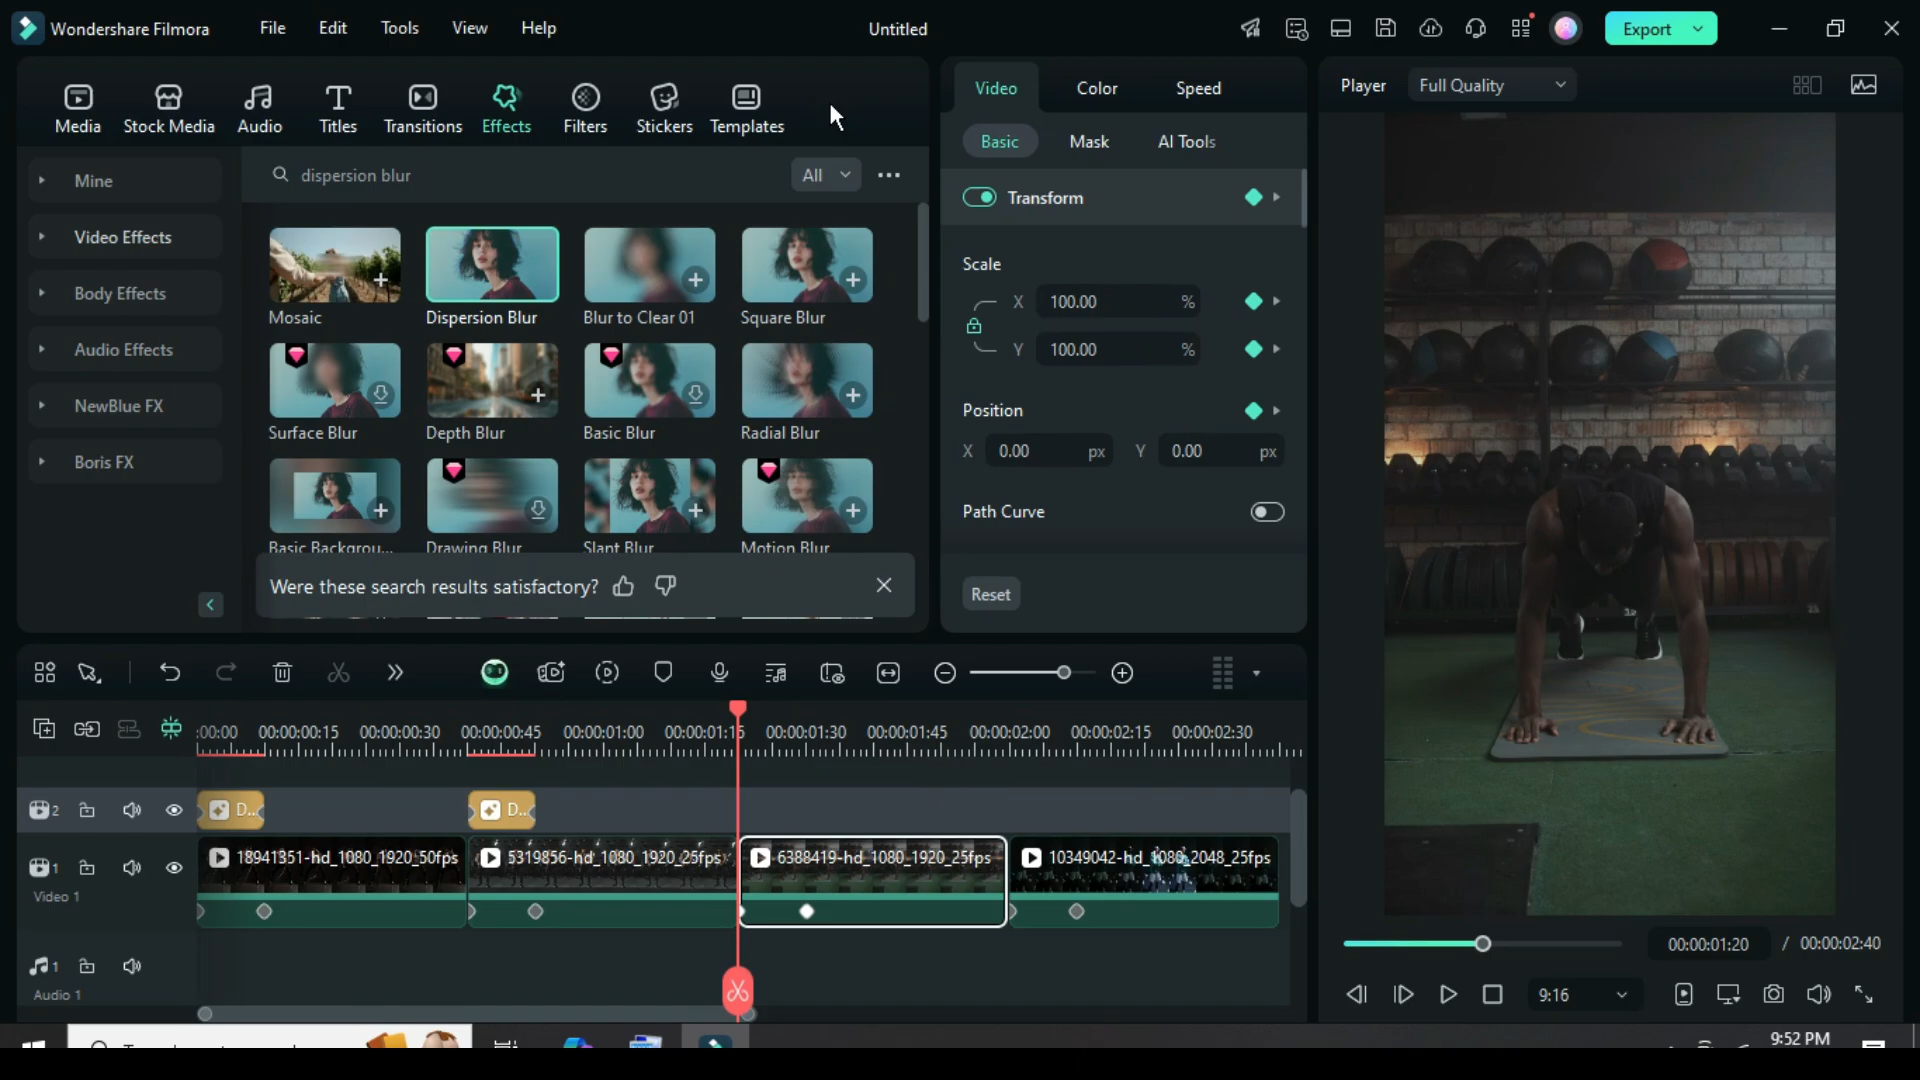 Wondershare Filmora
File
Edit
Tools
View
Help
Untitled
Export
Media
Stock Media
Audio
Titles
Transitions
Effects
Filters
Stickers
Templates
Video
Color
Speed
Player
Full Quality
Basic
Mask
AI Tools
Mine
Video Effects
Body Effects
Audio Effects
NewBlue FX
Boris FX
dispersion blur
All
Mosaic
Dispersion Blur
Blur to Clear 01
Square Blur
Surface Blur
Depth Blur
Basic Blur
Radial Blur
Basic Backgrou...
Drawing Blur
Slant Blur
Motion Blur
Were these search results satisfactory?
Transform
Scale
X 100.00 %
Y 100.00 %
Position
X 0.00 px Y 0.00 px
Path Curve
Reset
:00:00 00:00:00:15 00:00:00:30 00:00:00:45 00:00:01:00 00:00:01:15 00:00:01:30 00:00:01:45 00:00:02:00 00:00:02:15 00:00:02:30
2
D..
D..
1
18941351-hd_1080_1920_50fps
5319856-hd_1080_1920_25fps
6388419-hd_1080_1920_25fps
10349042-hd_1080_2048_25fps
Video 1
1
Audio 1
00:00:01:20 / 00:00:02:40
9:16
9:52 PM